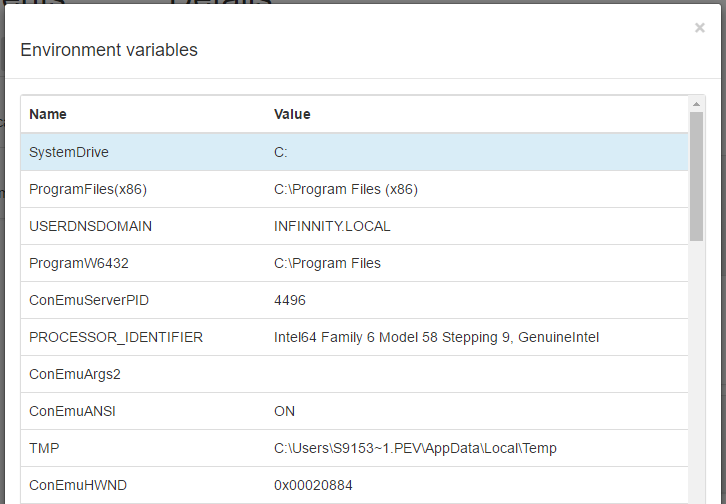 Details
×
Environment variables
Name Value
SystemDrive C:
ProgramFiles(x86) C:\Program Files (x86)
USERDNSDOMAIN INFINNITY.LOCAL
ProgramW6432 C:\Program Files
ConEmuServerPID 4496
PROCESSOR_IDENTIFIER Intel64 Family 6 Model 58 Stepping 9, GenuineIntel
ConEmuArgs2
ConEmuANSI ON
TMP C:\Users\S9153~1.PEV\AppData\Local\Temp
ConEmuHWND 0x00020884